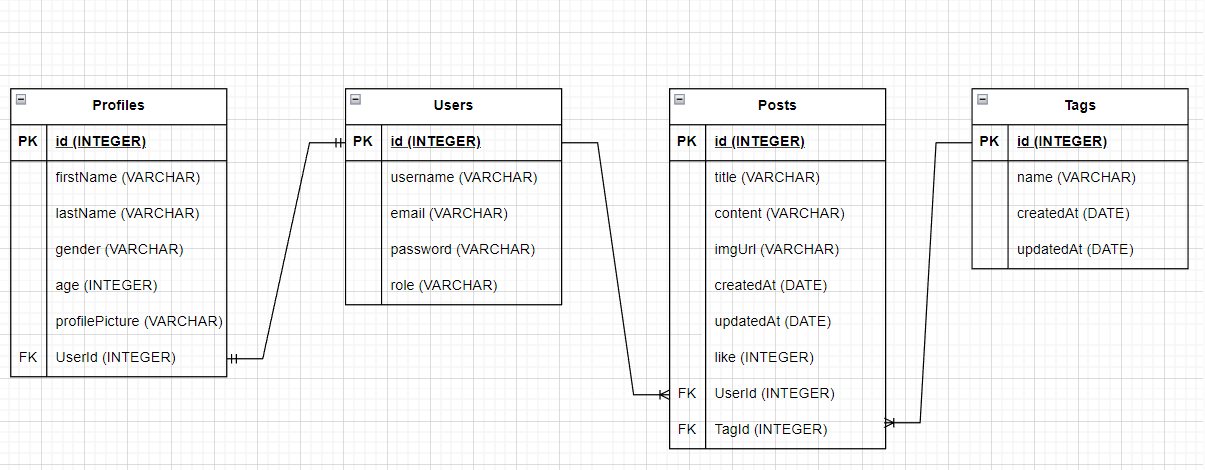 Profiles
PK id (INTEGER)
firstName (VARCHAR)
lastName (VARCHAR)
gender (VARCHAR)
age (INTEGER)
profilePicture (VARCHAR)
FK UserId (INTEGER)
Users
PK id (INTEGER)
username (VARCHAR)
email (VARCHAR)
password (VARCHAR)
role (VARCHAR)
Posts
PK id (INTEGER)
title (VARCHAR)
content (VARCHAR)
imgUrl (VARCHAR)
createdAt (DATE)
updatedAt (DATE)
like (INTEGER)
FK UserId (INTEGER)
FK TagId (INTEGER)
Tags
PK id (INTEGER)
name (VARCHAR)
createdAt (DATE)
updatedAt (DATE)